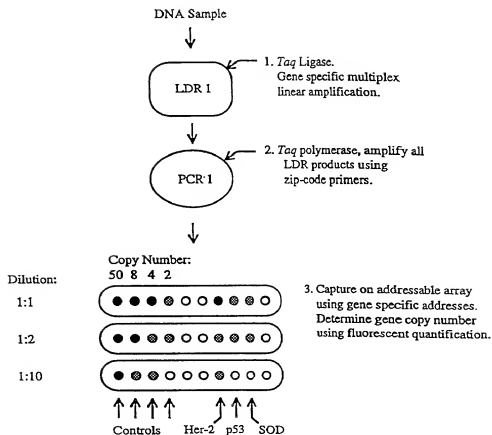 DNA Sample
1. Taq Ligase.
Gene specific multiplex
linear amplification.
LDR 1
2. Taq polymerase, amplify all
LDR products using
zip-code primers.
PCR 1
Copy Number:
50 8 4 2
Dilution:
1:1
1:2
1:10
3. Capture on addressable array
using gene specific addresses.
Determine gene copy number
using fluorescent quantification.
Controls Her-2 p53 SOD